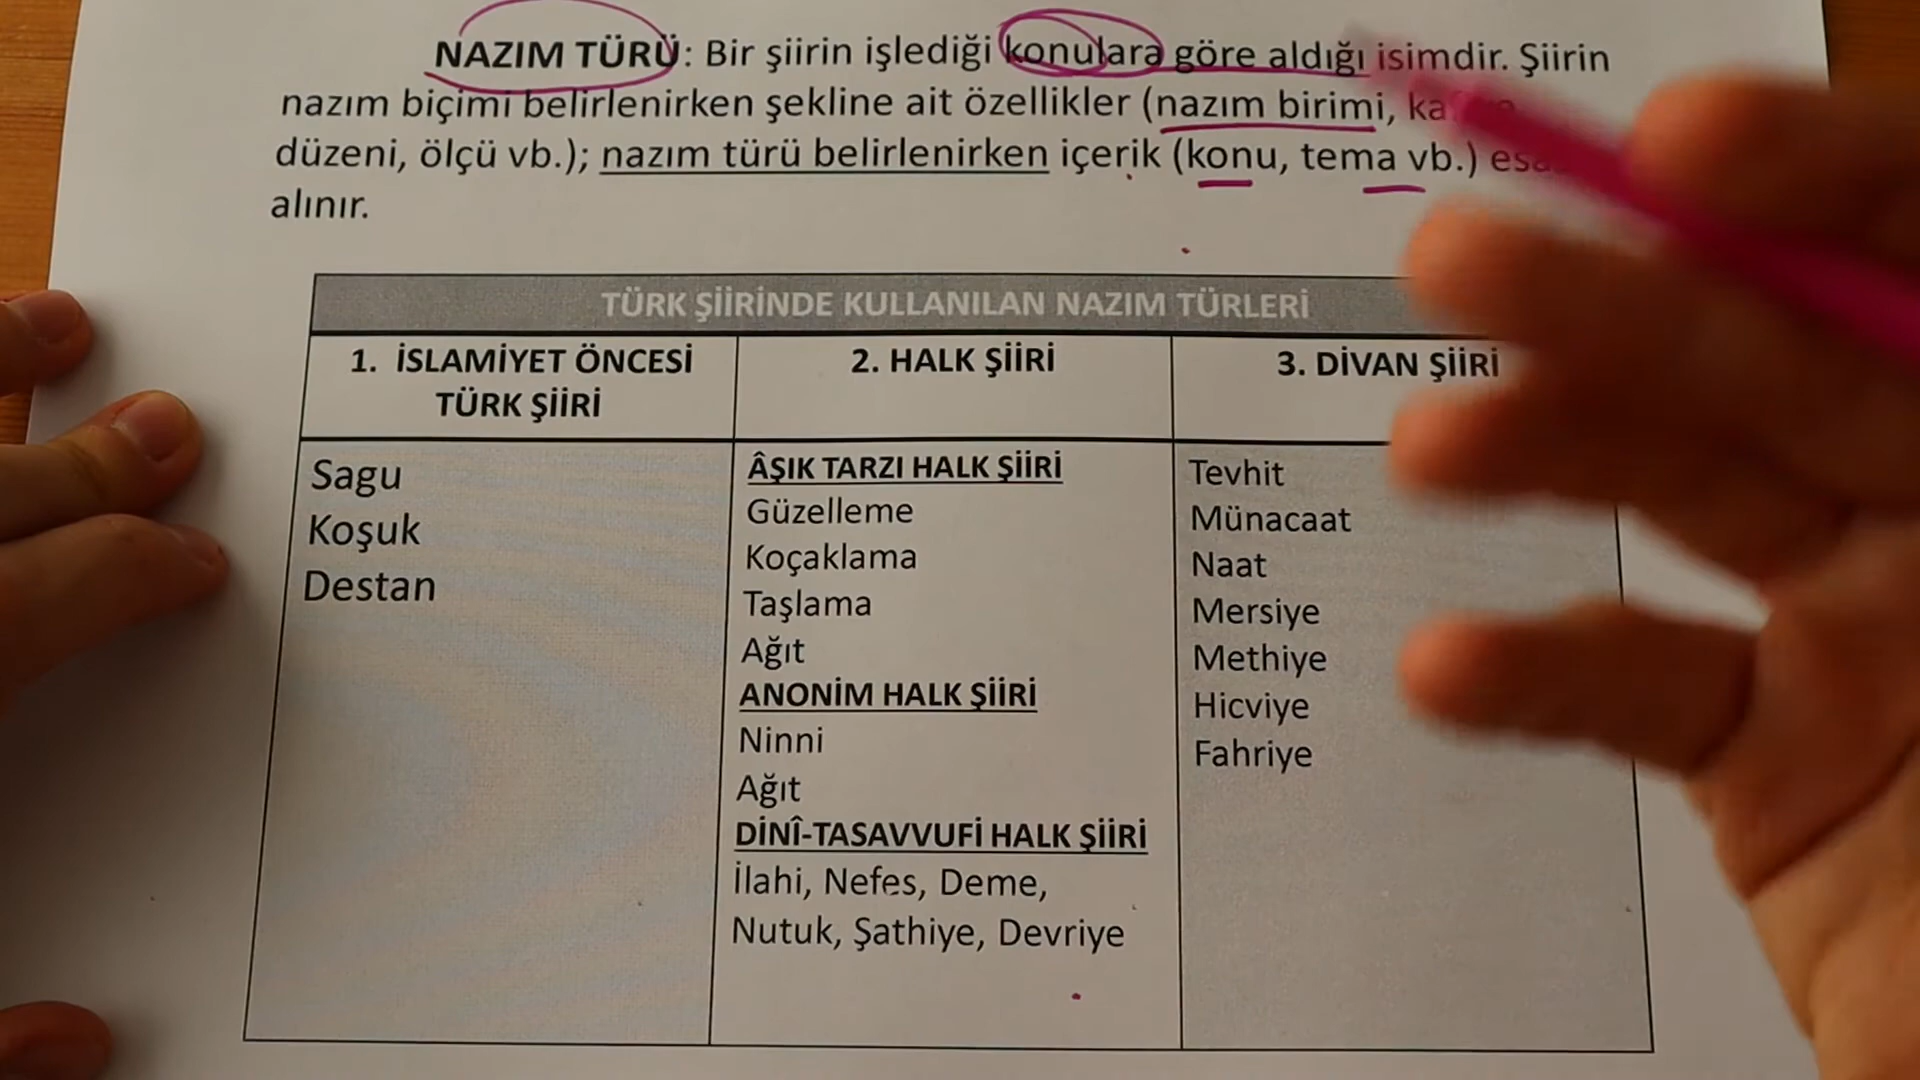 NAZIM TÜRÜ: Bir şiirin işlediği konulara göre aldığı isimdir. Şiirin
nazım biçimi belirlenirken şekline ait özellikler (nazım birimi,
düzeni, ölçü vb.); nazım türü belirlenirken içerik (konu, tema vb.)
alınır.
TÜRK ŞİİRİNDE KULLANILAN NAZIM TÜRLERİ
1. İSLAMİYET ÖNCESİ
TÜRK ŞİİRİ
2. HALK ŞİİRİ
3. DİVAN ŞİİRİ
Sagu
Koşuk
Destan
ÂŞIK TARZI HALK ŞİİRİ
Güzelleme
Koçaklama
Taşlama
Ağıt
ANONİM HALK ŞİİRİ
Ninni
Ağıt
DİNÎ-TASAVVUFİ HALK ŞİİRİ
İlahi, Nefes, Deme,
Nutuk, Şathiye, Devriye
Tevhit
Münacaat
Naat
Mersiye
Methiye
Hicviye
Fahriye